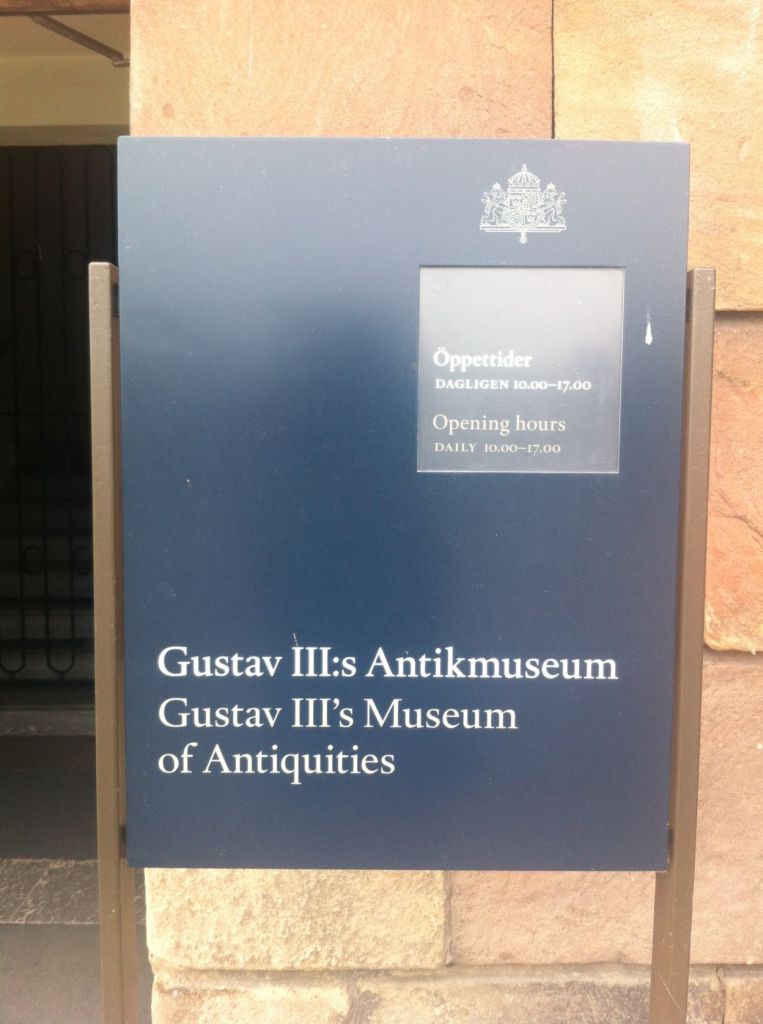 Öppettider
DAGLIGEN 10.00–17.00
Opening hours
DAILY 10.00–17.00
Gustav III:s Antikmuseum
Gustav III's Museum
of Antiquities